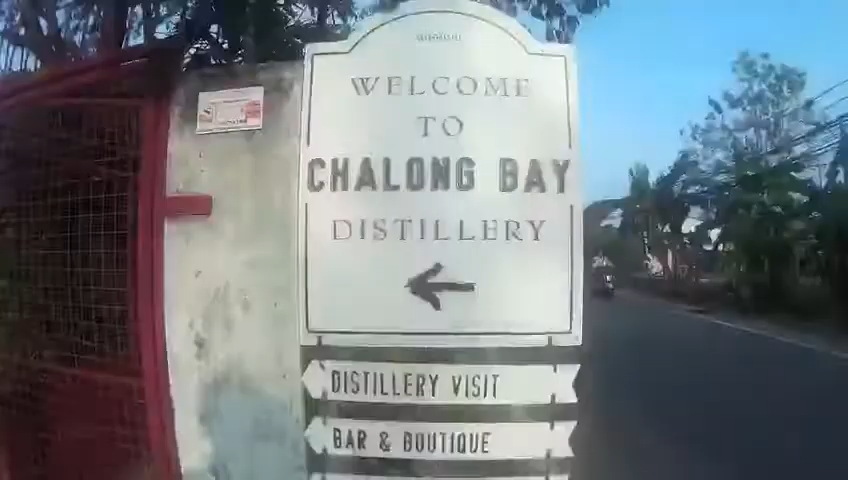 WELCOME
TO
CHALONG BAY
DISTILLERY
DISTILLERY VISIT
BAR & BOUTIQUE